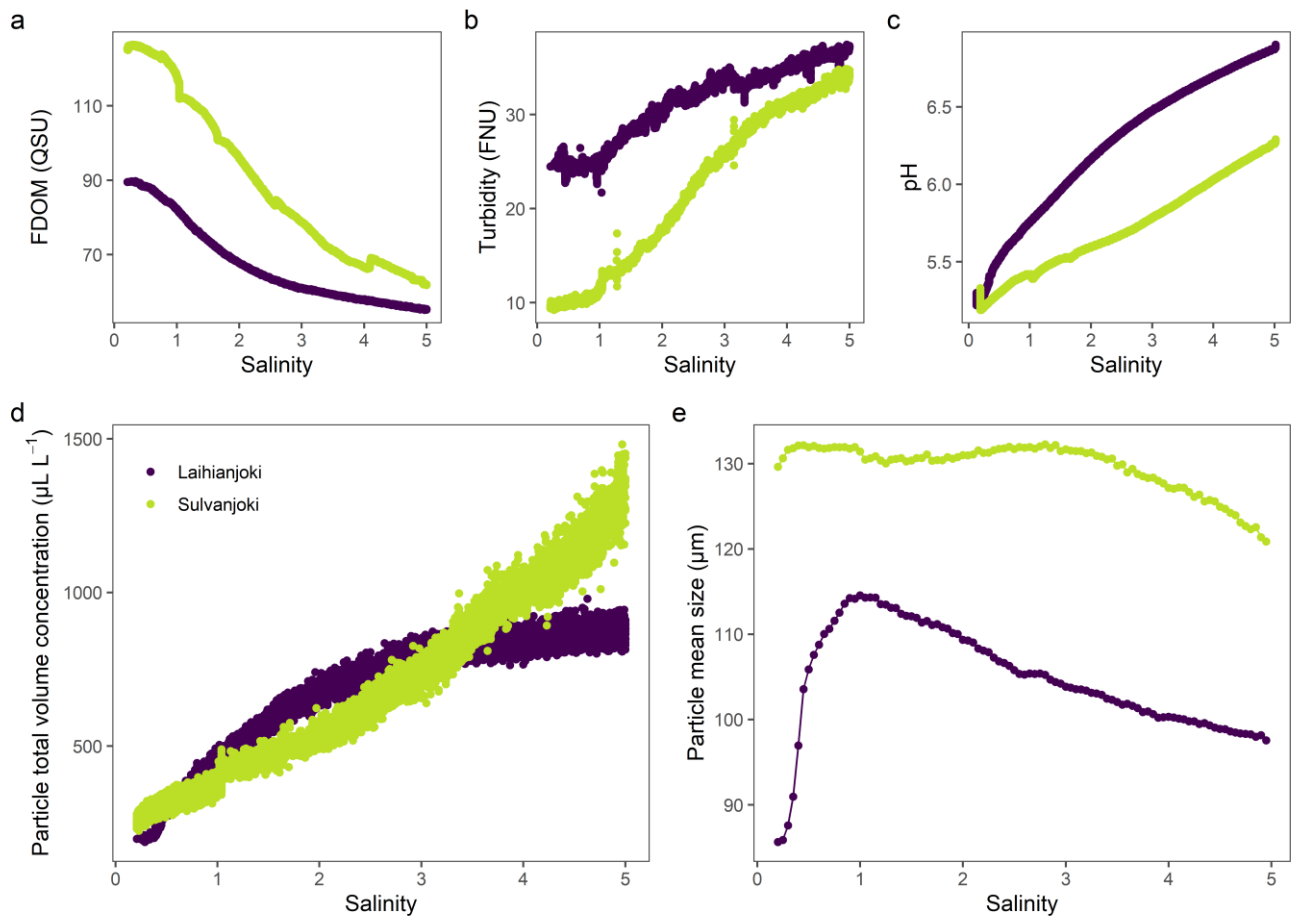 a
FDOM (QSU)
110
90
70
0 1 2 3 4 5
Salinity
b
Turbidity (FNU)
30
20
10
0 1 2 3 4 5
Salinity
c
pH
6.5
6.0
5.5
0 1 2 3 4 5
Salinity
d
Particle total volume concentration (µL L⁻¹)
1500
1000
500
Laihianjoki
Sulvanjoki
0 1 2 3 4 5
Salinity
e
Particle mean size (µm)
130
120
110
100
90
0 1 2 3 4 5
Salinity